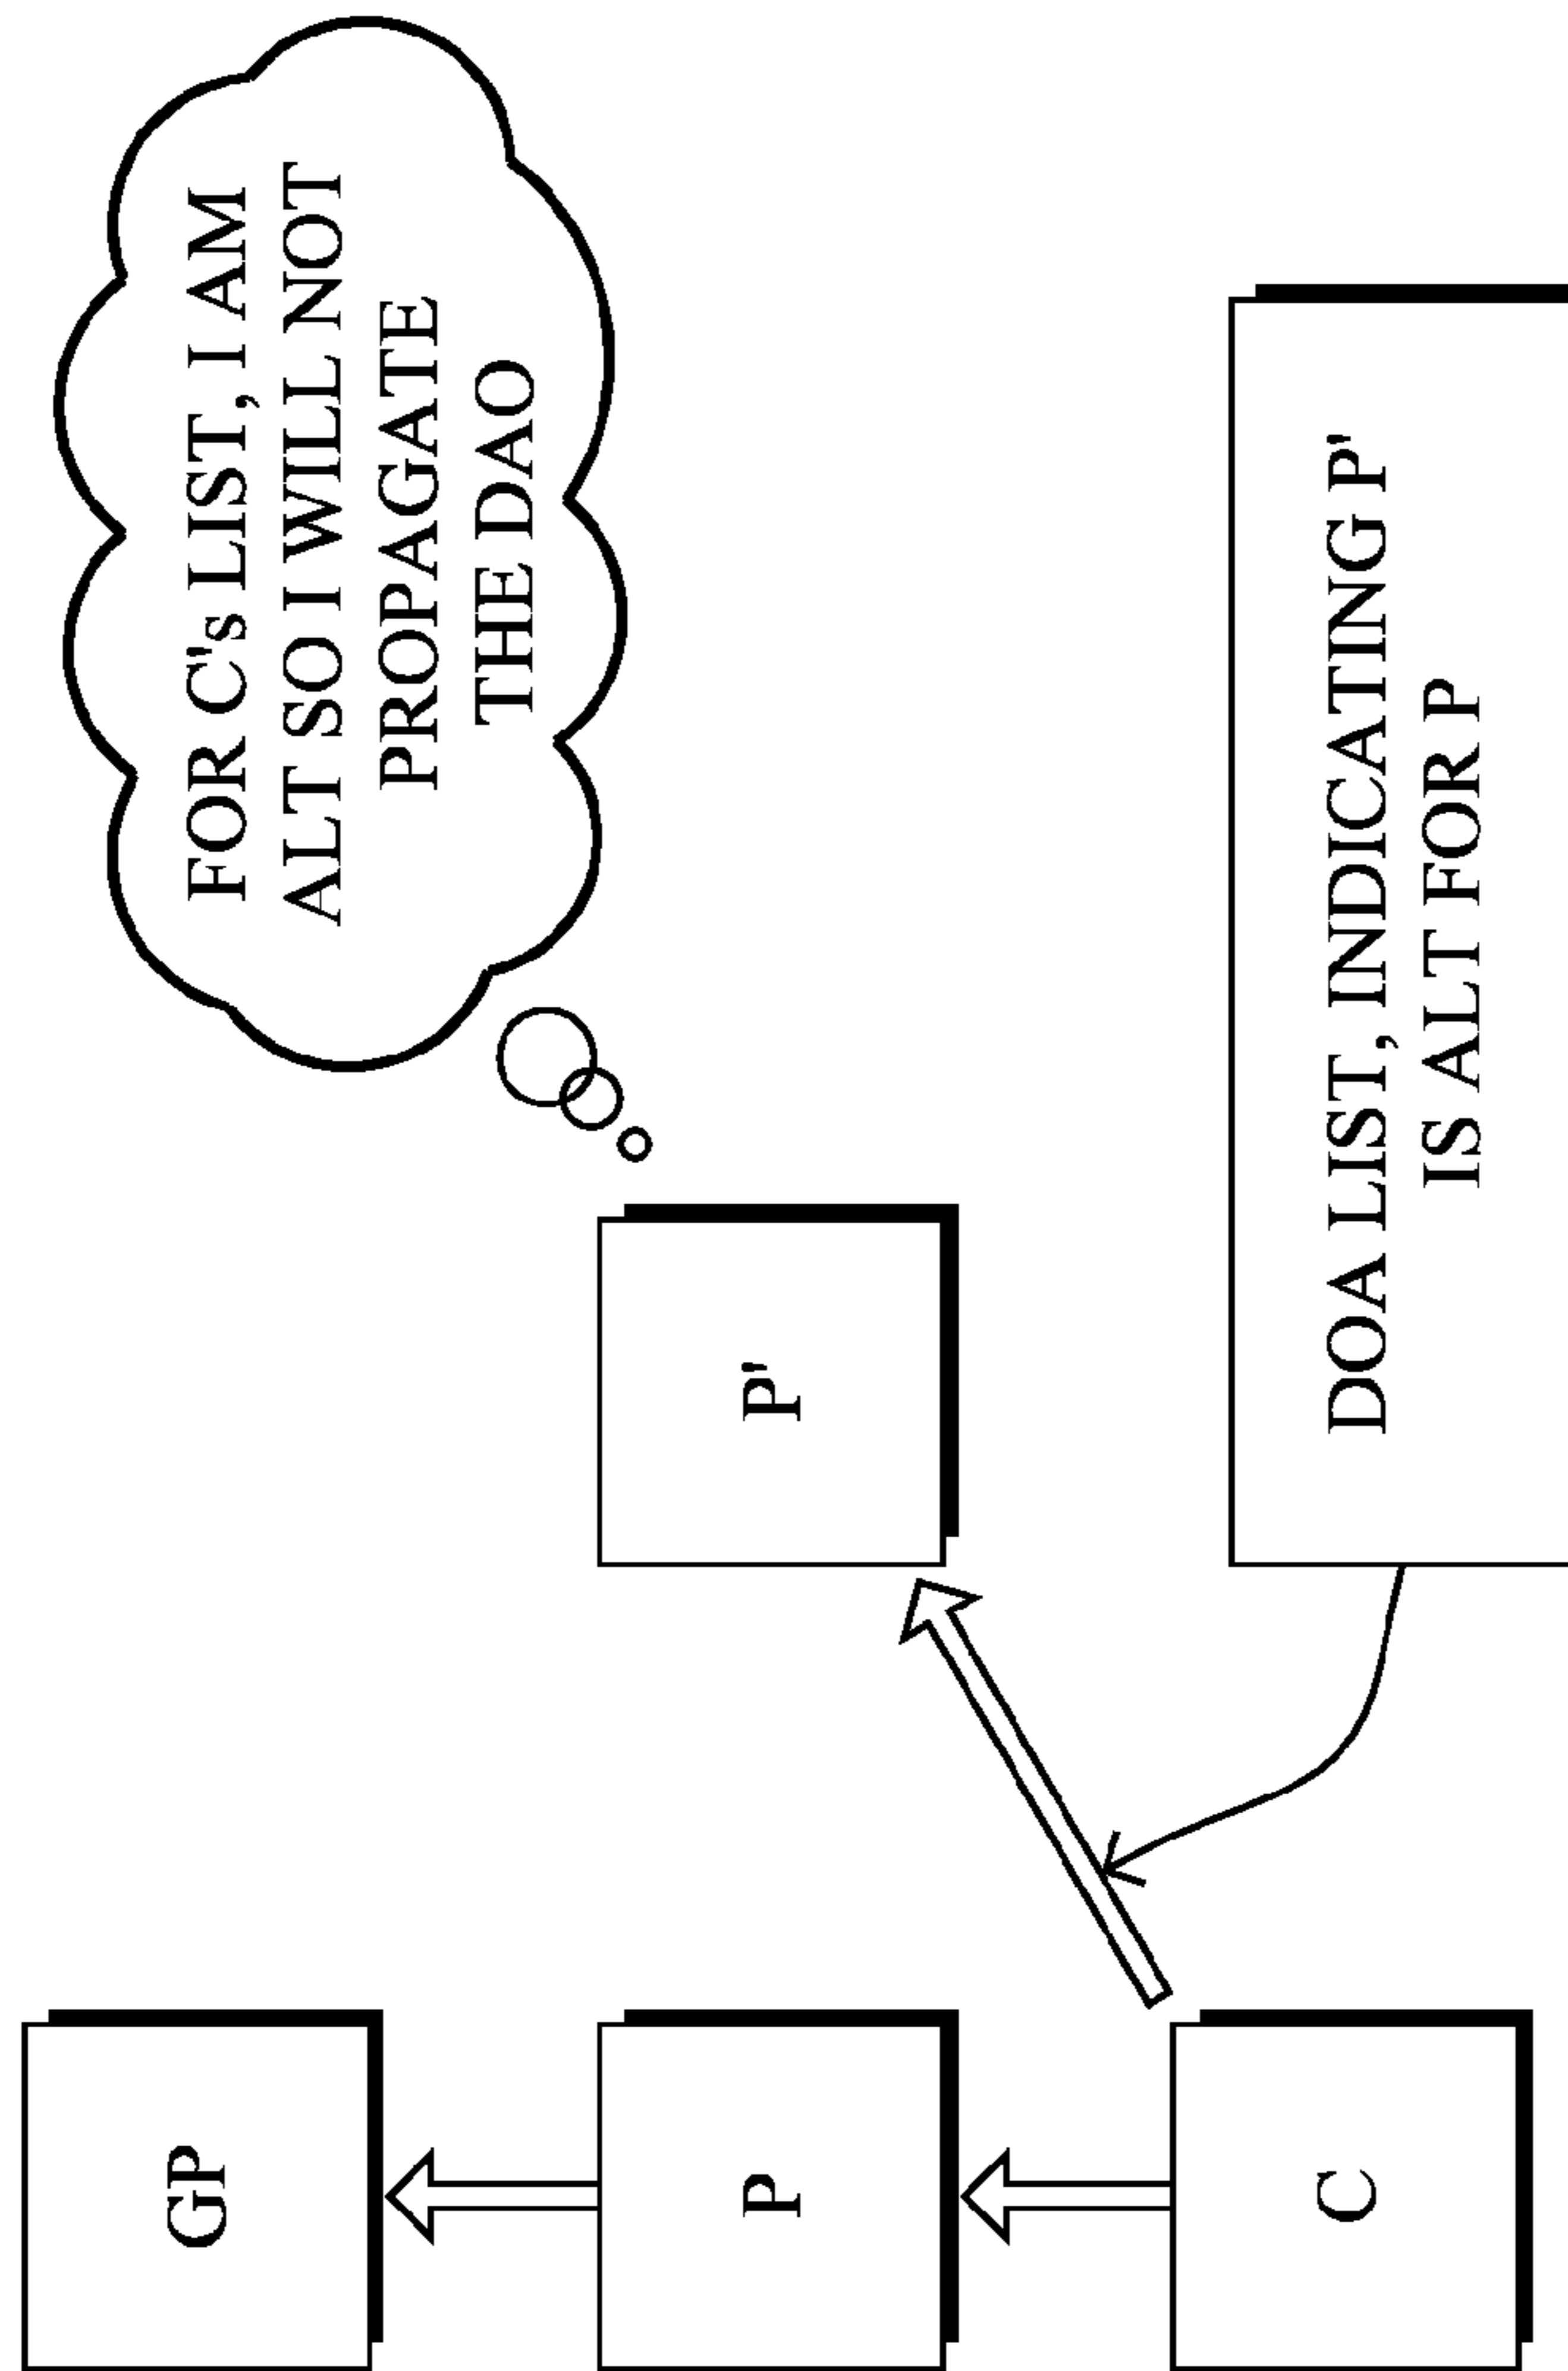 FOR C's LIST, I AM
ALT SO I WILL NOT
PROPAGATE
THE DAO
GP
P
P'
C
DOA LIST, INDICATING P'
IS ALT FOR P